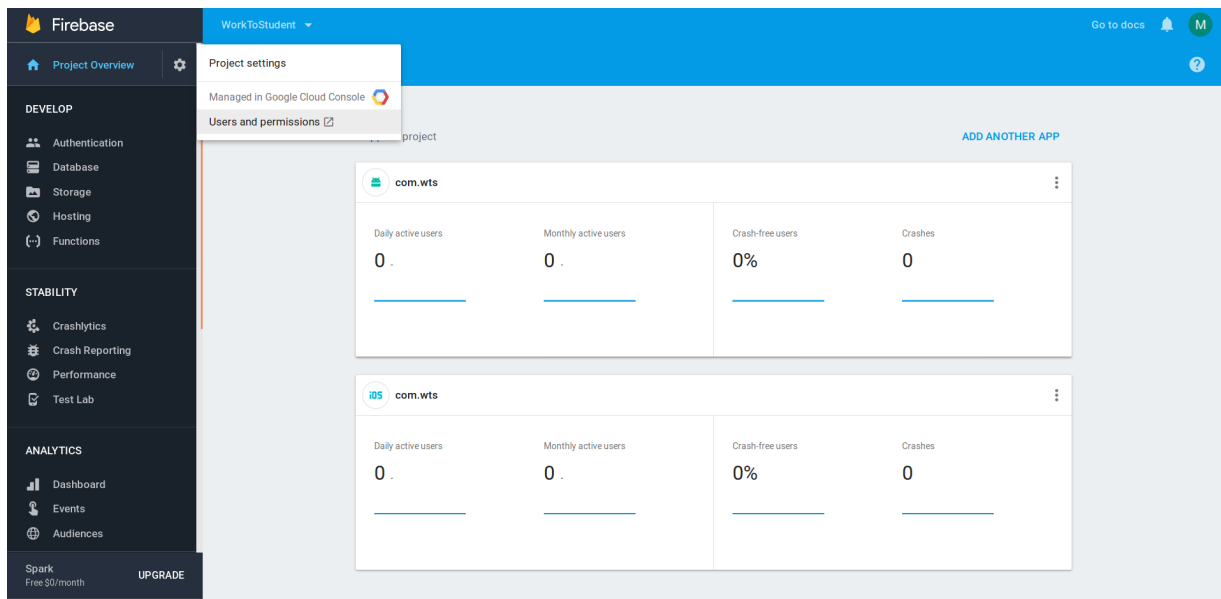 Firebase
WorkToStudent
Go to docs
M
Project Overview
Project settings
Managed in Google Cloud Console
Users and permissions
DEVELOP
Authentication
Database
Storage
Hosting
Functions
STABILITY
Crashlytics
Crash Reporting
Performance
Test Lab
ANALYTICS
Dashboard
Events
Audiences
Spark
Free $0/month
UPGRADE
project
ADD ANOTHER APP
com.wts
Daily active users
Monthly active users
Crash-free users
Crashes
0
0
0%
0
iOS
com.wts
Daily active users
Monthly active users
Crash-free users
Crashes
0
0
0%
0